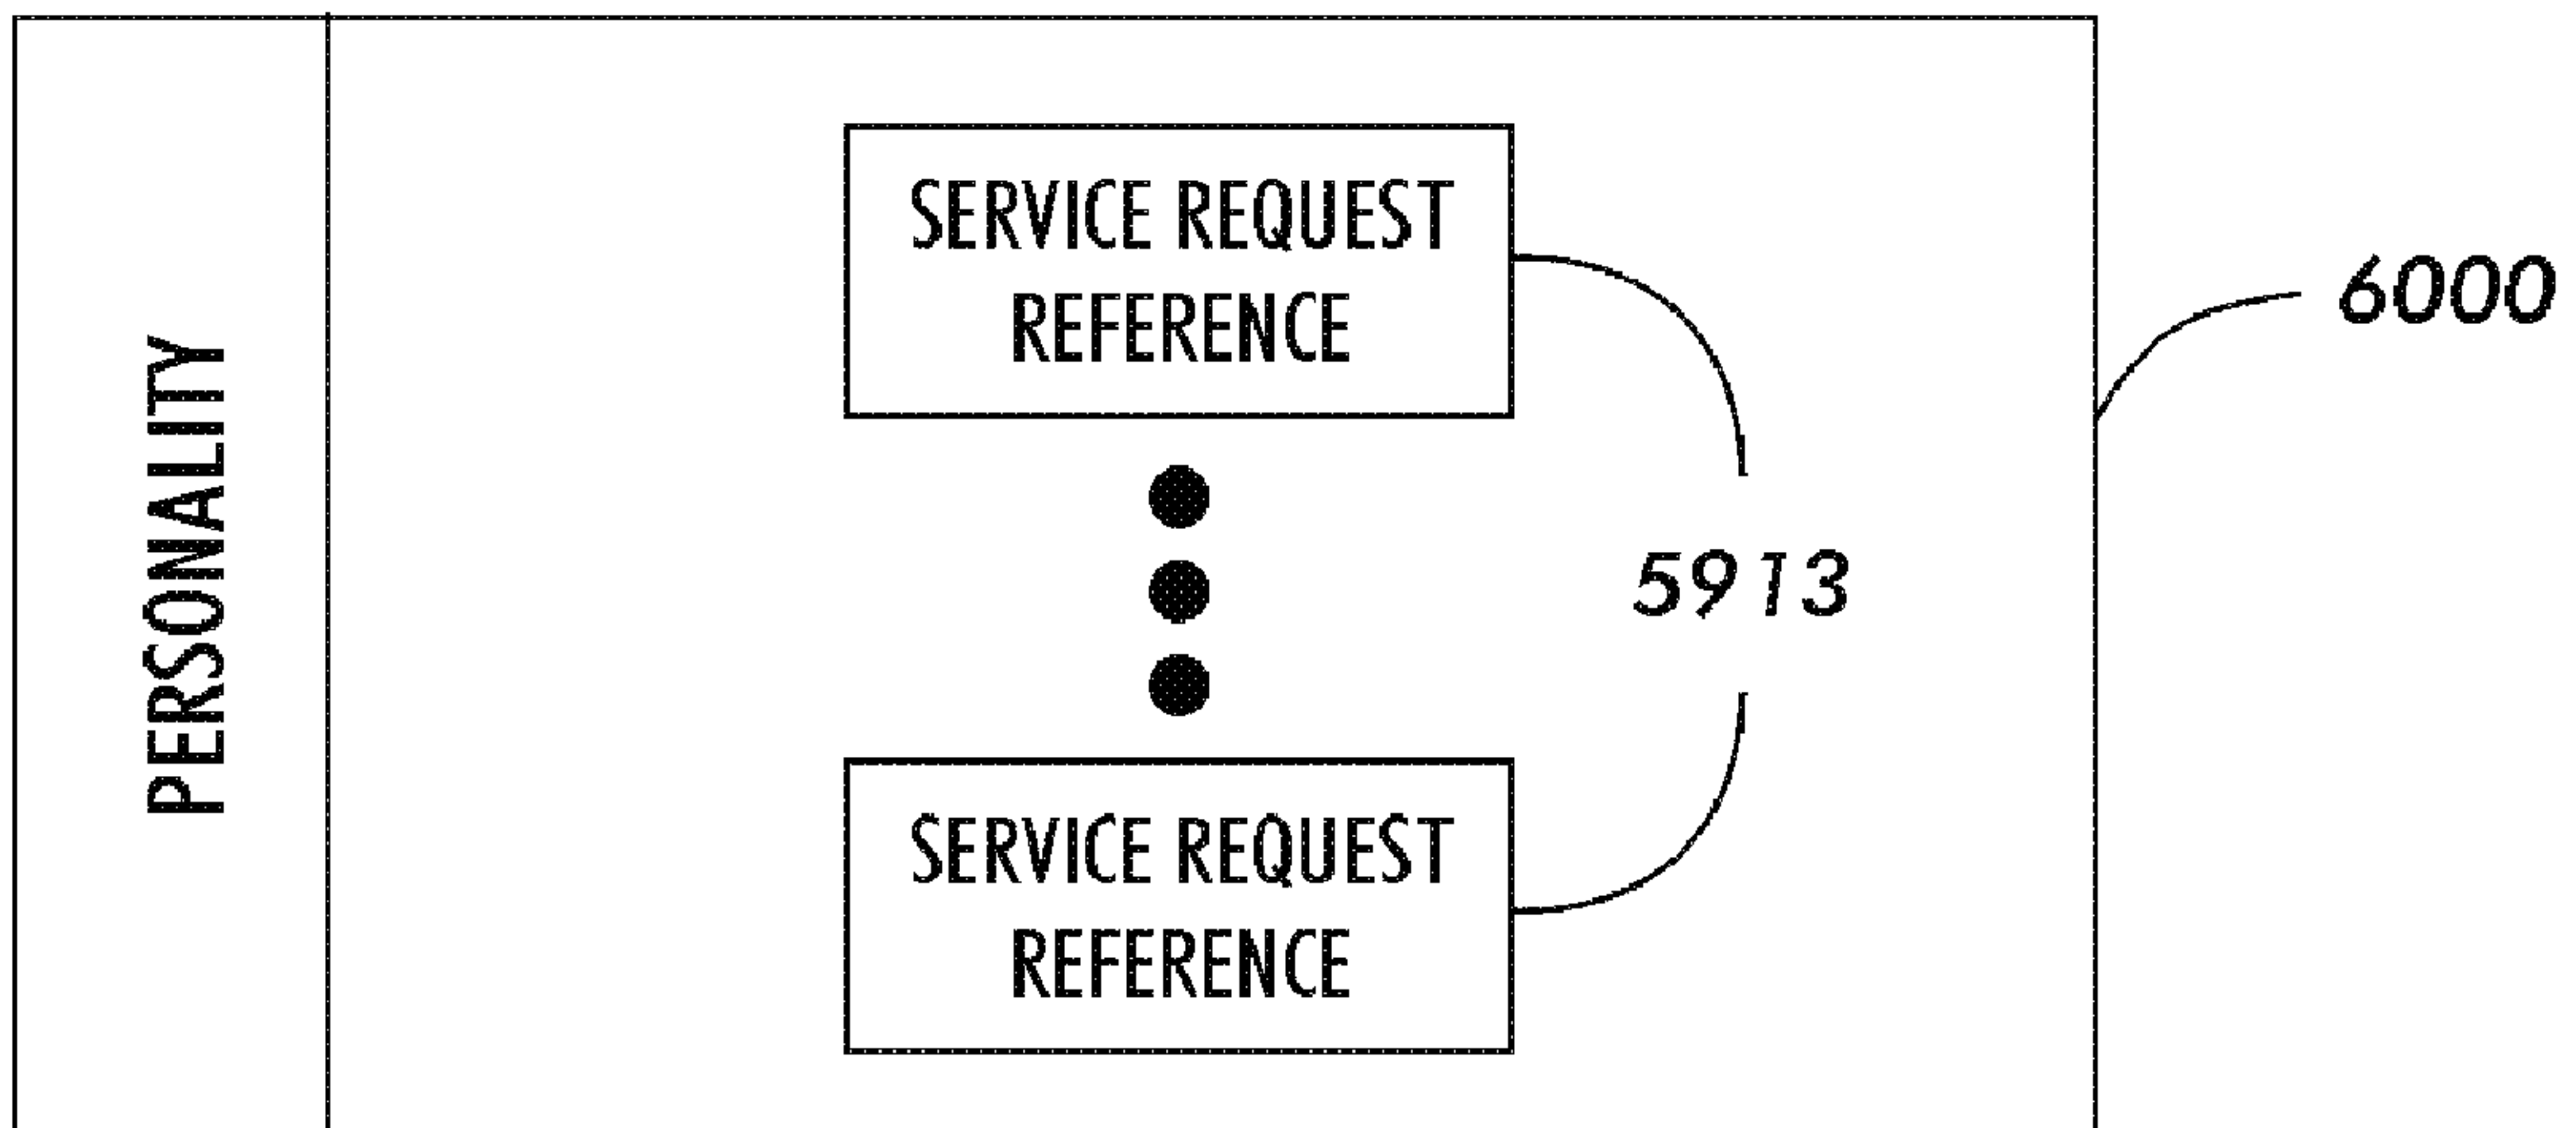 PERSONALITY
SERVICE REQUEST
REFERENCE
6000
5913
SERVICE REQUEST
REFERENCE